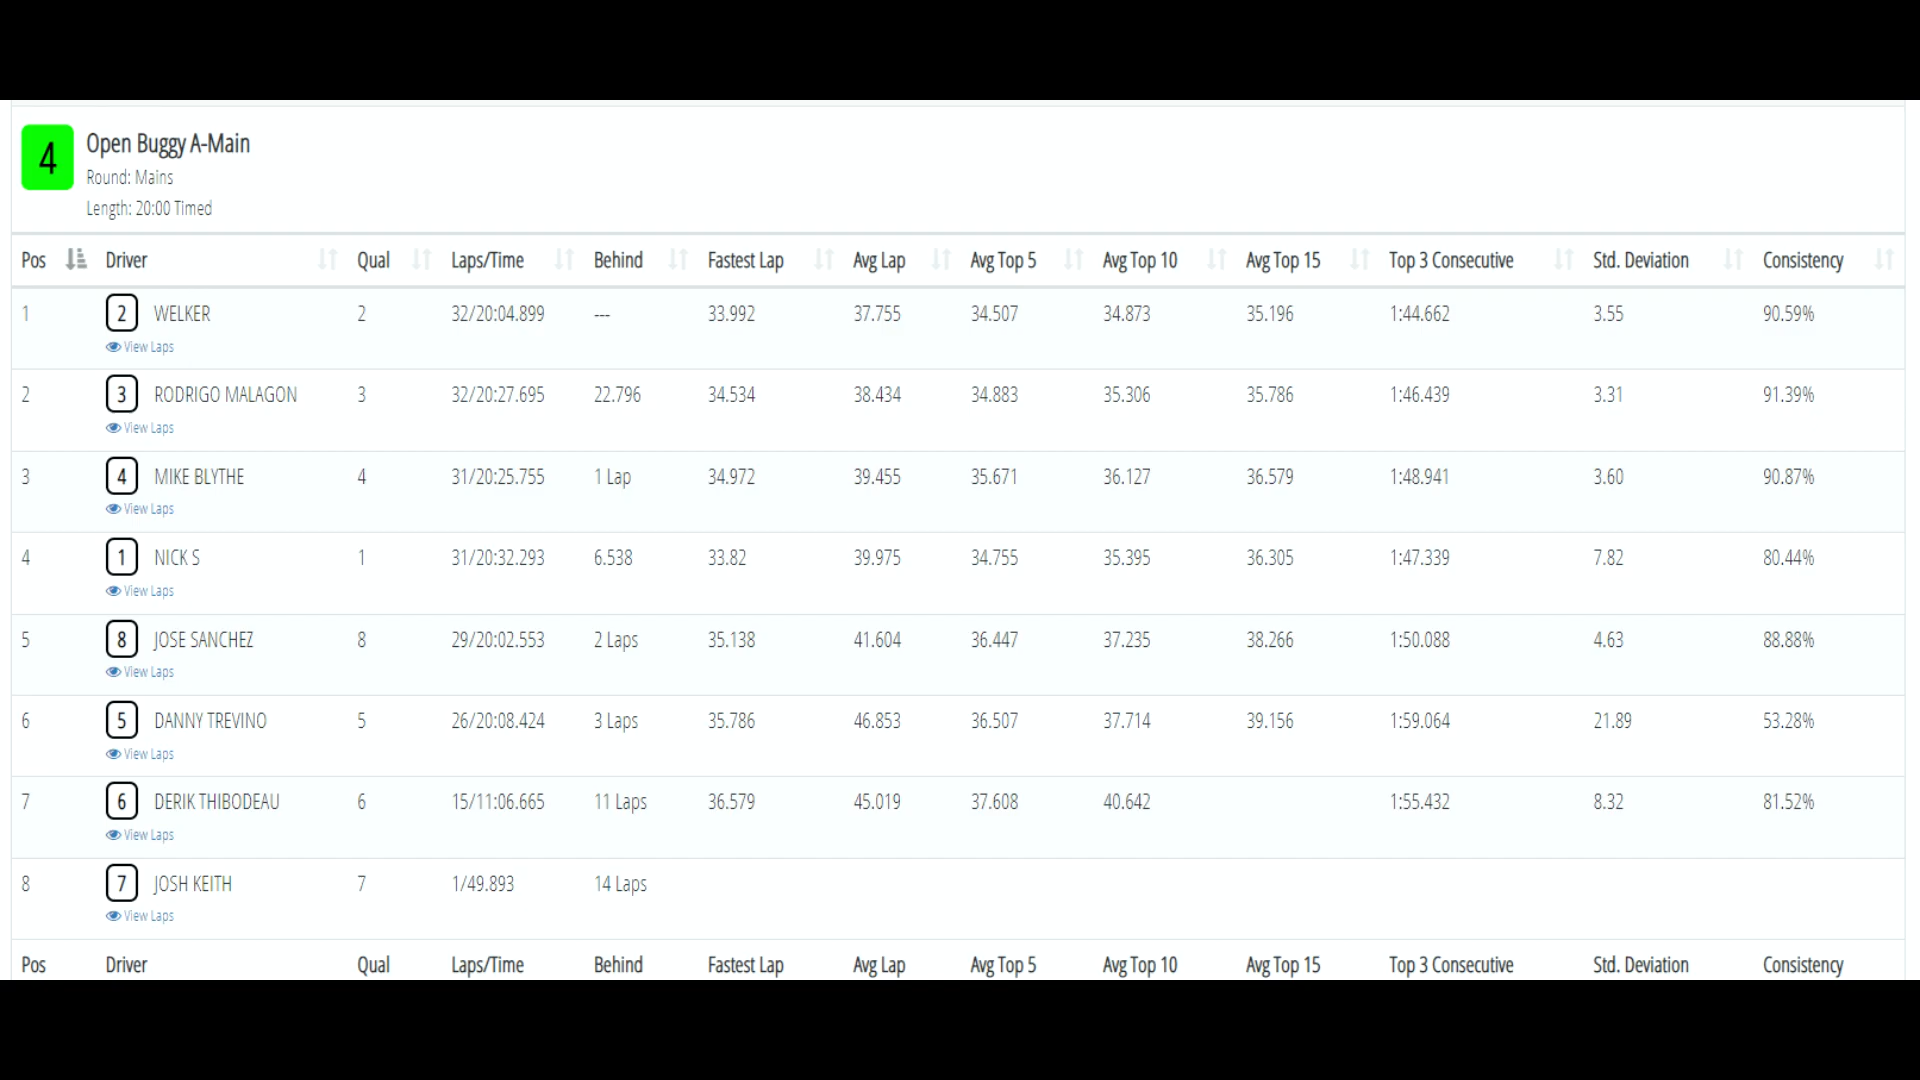 4
Open Buggy A-Main
Round: Mains
Length: 20:00 Timed
Pos Driver Qual Laps/Time Behind Fastest Lap Avg Lap Avg Top 5 Avg Top 10 Avg Top 15 Top 3 Consecutive Std. Deviation Consistency
1 2 WELKER 2 32/20:04.899 --- 33.992 37.755 34.507 34.873 35.196 1:44.662 3.55 90.59%
View Laps
2 3 RODRIGO MALAGON 3 32/20:27.695 22.796 34.534 38.434 34.883 35.306 35.786 1:46.439 3.31 91.39%
View Laps
3 4 MIKE BLYTHE 4 31/20:25.755 1 Lap 34.972 39.455 35.671 36.127 36.579 1:48.941 3.60 90.87%
View Laps
4 1 NICK S 1 31/20:32.293 6.538 33.82 39.975 34.755 35.395 36.305 1:47.339 7.82 80.44%
View Laps
5 8 JOSE SANCHEZ 8 29/20:02.553 2 Laps 35.138 41.604 36.447 37.235 38.266 1:50.088 4.63 88.88%
View Laps
6 5 DANNY TREVINO 5 26/20:08.424 3 Laps 35.786 46.853 36.507 37.714 39.156 1:59.064 21.89 53.28%
View Laps
7 6 DERIK THIBODEAU 6 15/11:06.665 11 Laps 36.579 45.019 37.608 40.642 1:55.432 8.32 81.52%
View Laps
8 7 JOSH KEITH 7 1/49.893 14 Laps
View Laps
Pos Driver Qual Laps/Time Behind Fastest Lap Avg Lap Avg Top 5 Avg Top 10 Avg Top 15 Top 3 Consecutive Std. Deviation Consistency